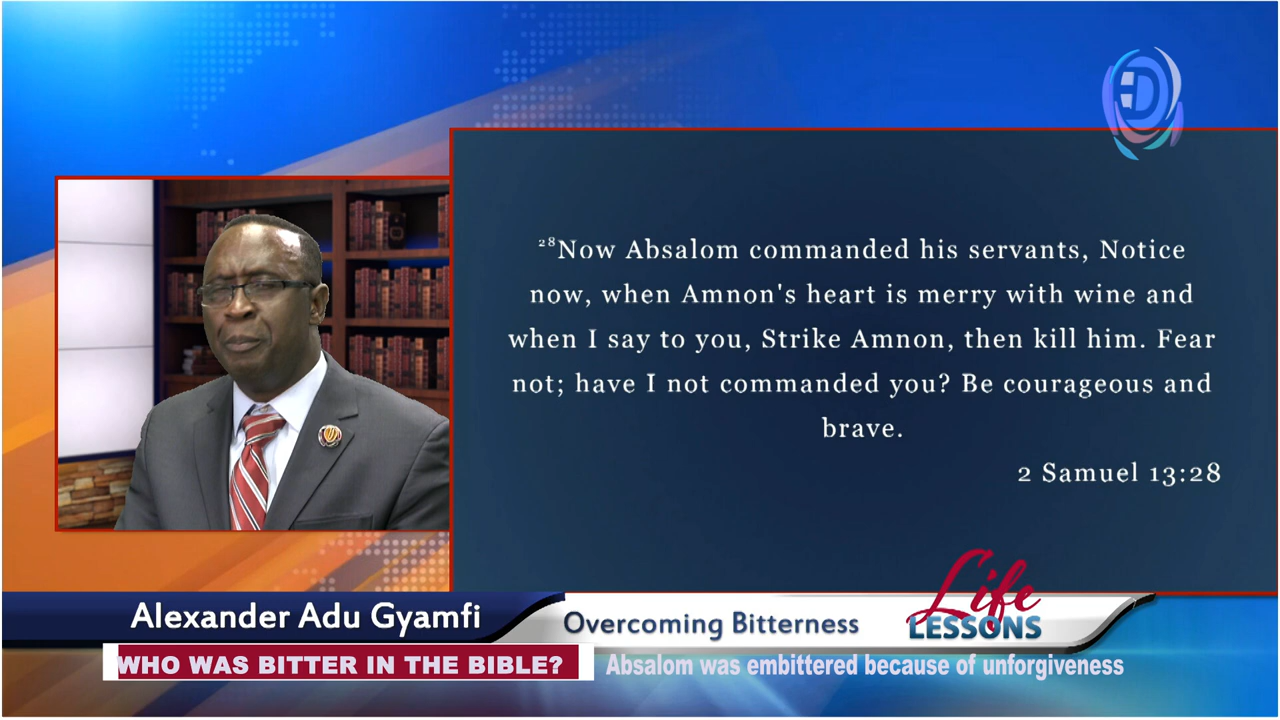 ²⁸Now Absalom commanded his servants, Notice
now, when Amnon's heart is merry with wine and
when I say to you, Strike Amnon, then kill him. Fear
not; have I not commanded you? Be courageous and
brave.
2 Samuel 13:28
Alexander Adu Gyamfi
Overcoming Bitterness
Life
LESSONS
WHO WAS BITTER IN THE BIBLE?
Absalom was embittered because of unforgiveness